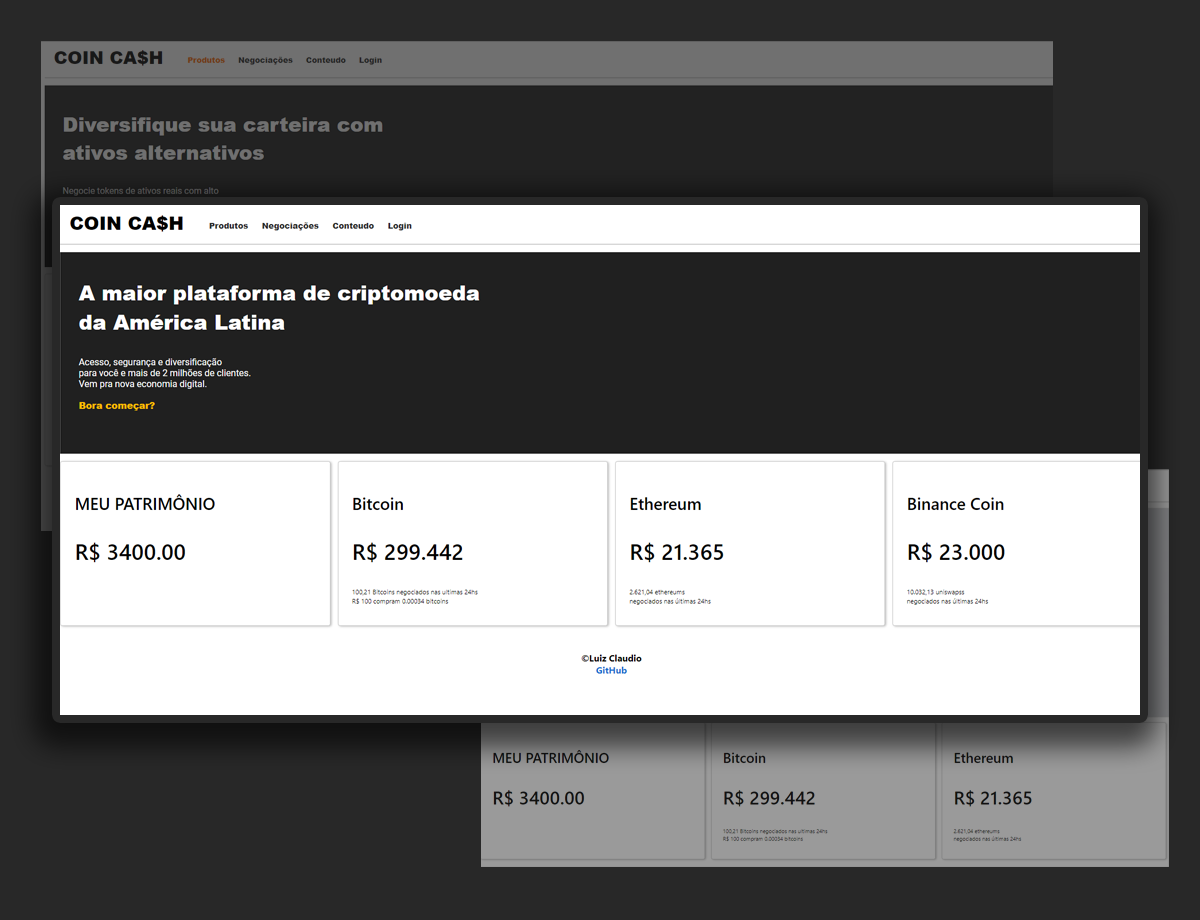 COIN CA$H Produtos Negociações Conteudo Login
Diversifique sua carteira com
ativos alternativos
Negocie tokens de ativos reais com alto
COIN CA$H Produtos Negociações Conteudo Login
A maior plataforma de criptomoeda
da América Latina
Acesso, segurança e diversificação
para você e mais de 2 milhões de clientes.
Vem pra nova economia digital.
Bora começar?
MEU PATRIMÔNIO
R$ 3400.00
Bitcoin
R$ 299.442
100,21 Bitcoins negociados nas ultimas 24hs
R$ 100 compram 0.00034 bitcoins
Ethereum
R$ 21.365
2.621,04 ethereums
negociados nas últimas 24hs
Binance Coin
R$ 23.000
10.032,13 uniswapss
negociados nas últimas 24hs
©Luiz Claudio
GitHub
MEU PATRIMÔNIO
R$ 3400.00
Bitcoin
R$ 299.442
100,21 Bitcoins negociados nas ultimas 24hs
R$ 100 compram 0.00034 bitcoins
Ethereum
R$ 21.365
2.621,04 ethereums
negociados nas últimas 24hs